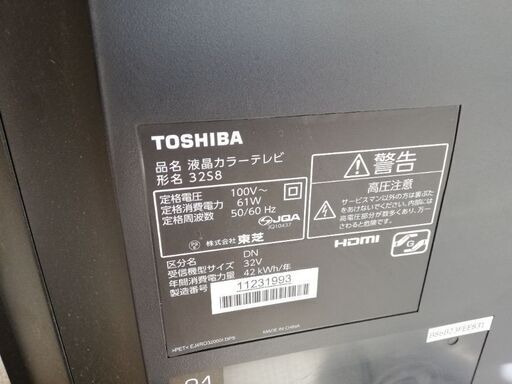 TOSHIBA
品名 液晶カラーテレビ
形名 32S8
定格電圧 100V~
定格消費電力 61W
定格周波数 50/60 Hz
JQA
JQ10437
株式会社 東芝
警告
高圧注意
サービスマン以外の方は裏ぶた
をあけないでください。内部には
高電圧部分が数多くあり、万一
さわると危険です。
HDMI
G
区分名 DN
受信機型サイズ 32V
年間消費電力量 42 kWh/年
製造番号 11231993
MADE IN CHINA